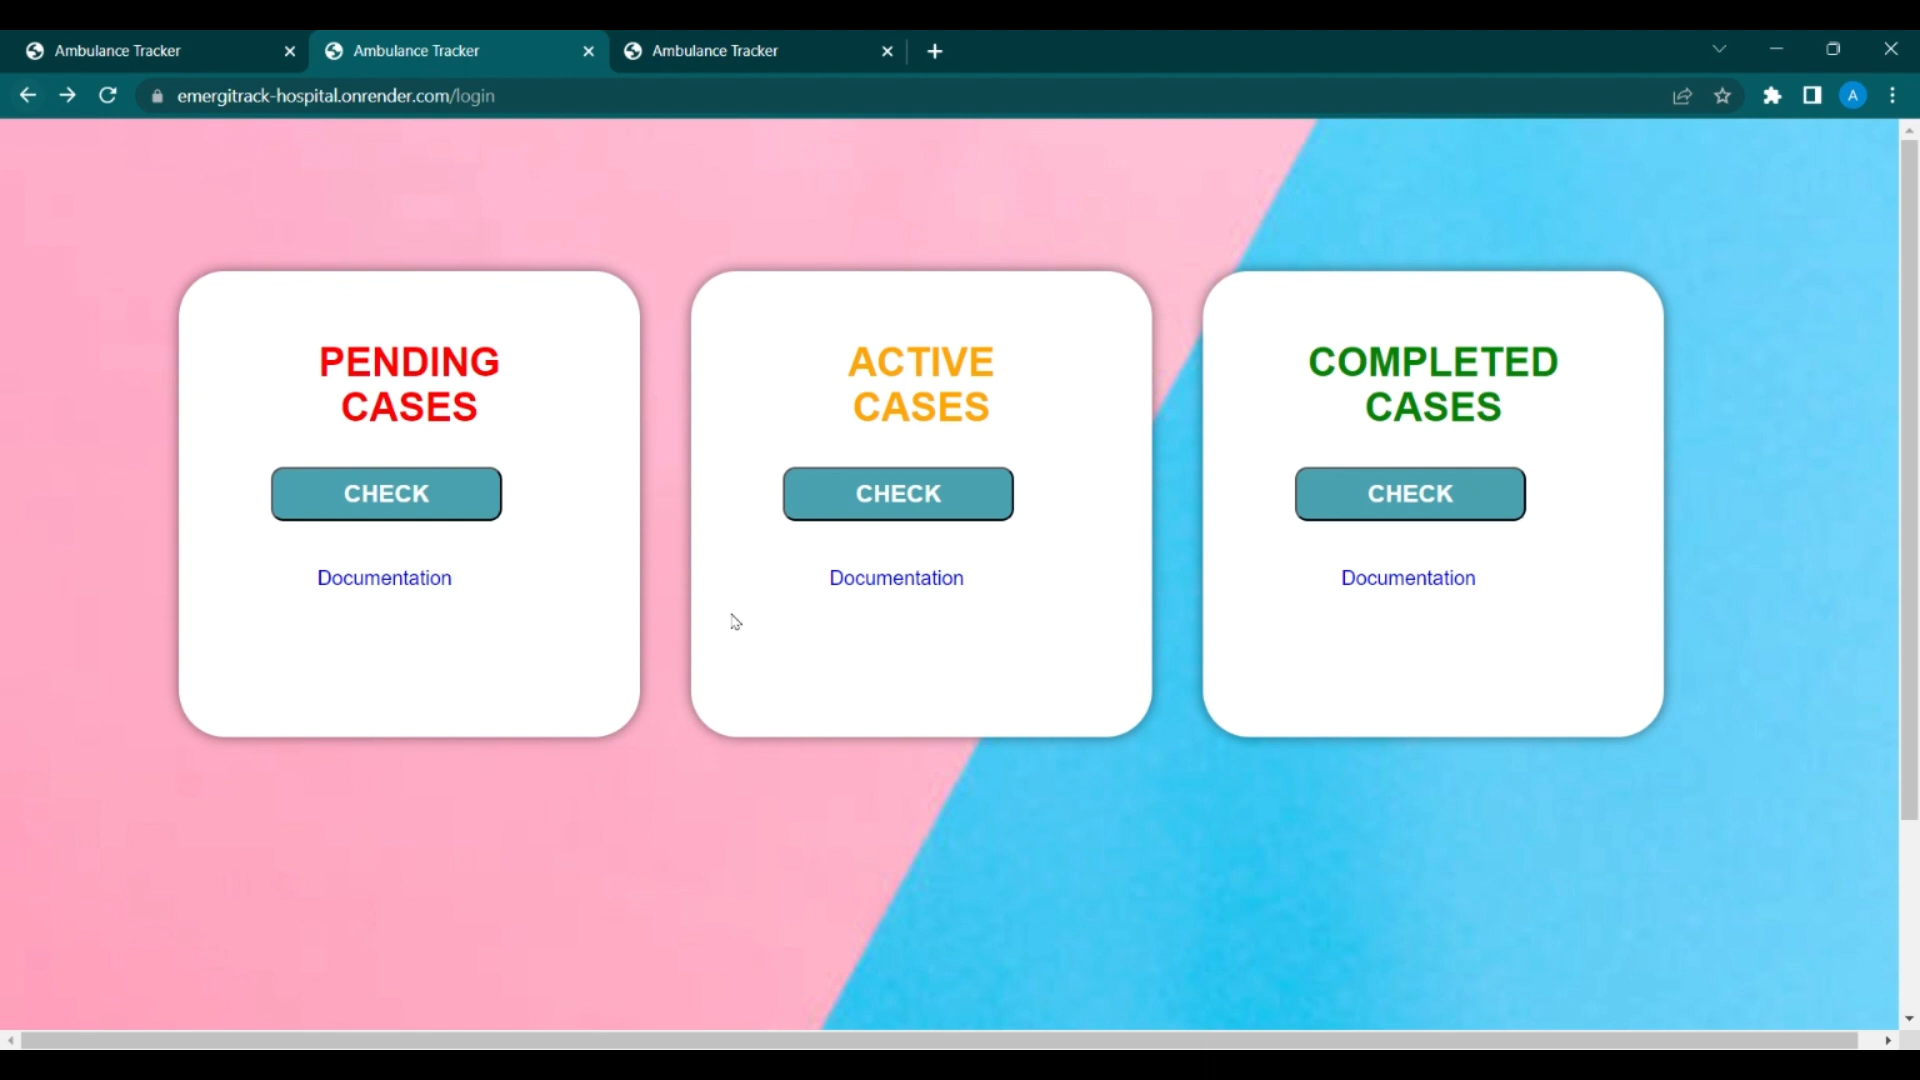 Ambulance Tracker
Ambulance Tracker
Ambulance Tracker
emergitrack-hospital.onrender.com/login
A
PENDING
CASES
CHECK
Documentation
ACTIVE
CASES
CHECK
Documentation
COMPLETED
CASES
CHECK
Documentation